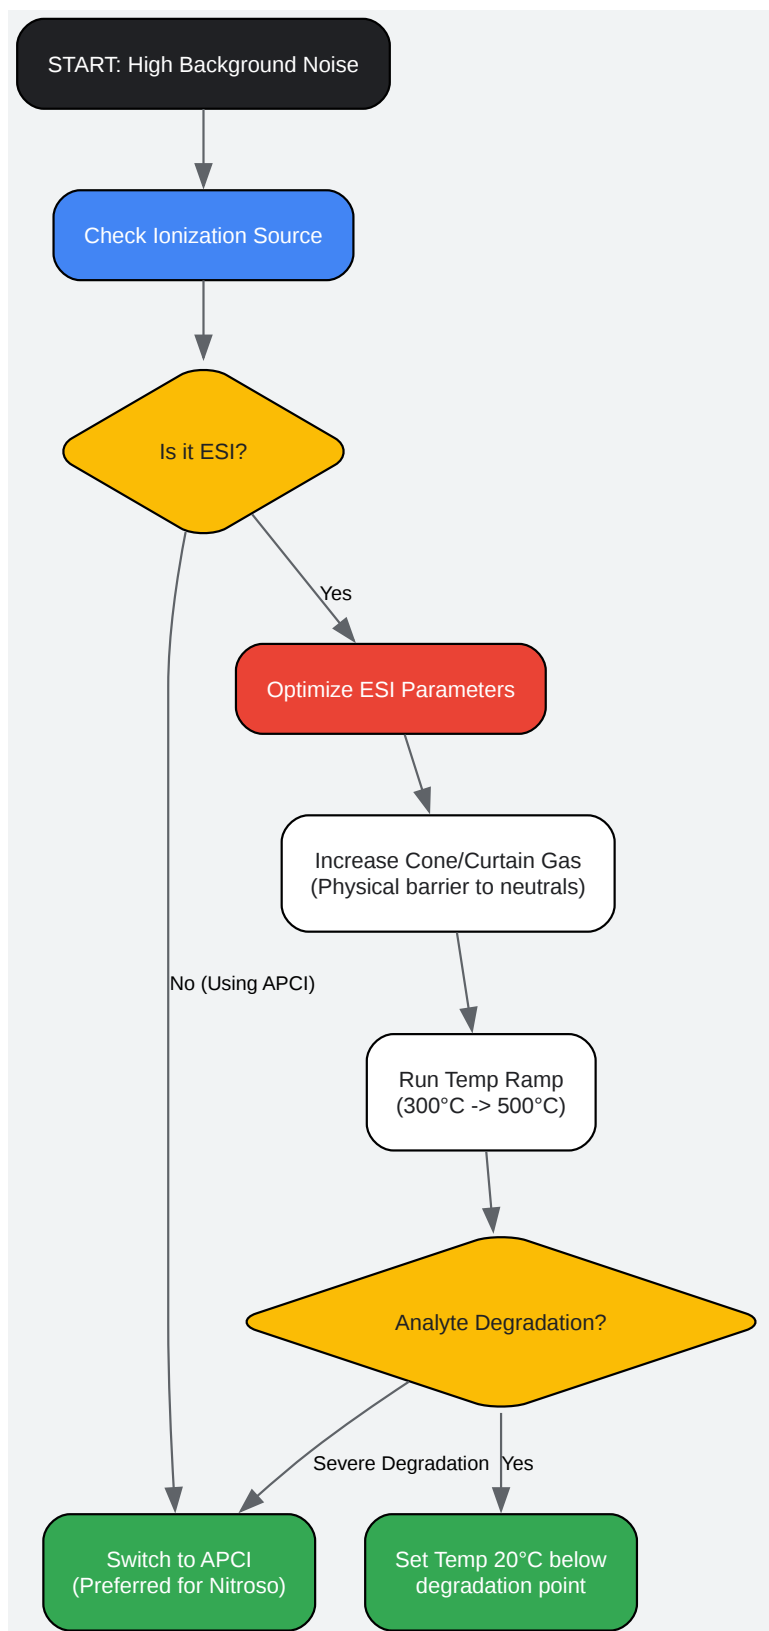 START: High Background Noise
Check Ionization Source
Is it ESI?
Yes
Optimize ESI Parameters
Increase Cone/Curtain Gas
(Physical barrier to neutrals)
No (Using APCI)
Run Temp Ramp
(300°C -> 500°C)
Analyte Degradation?
Severe Degradation
Yes
Switch to APCI
(Preferred for Nitroso)
Set Temp 20°C below
degradation point